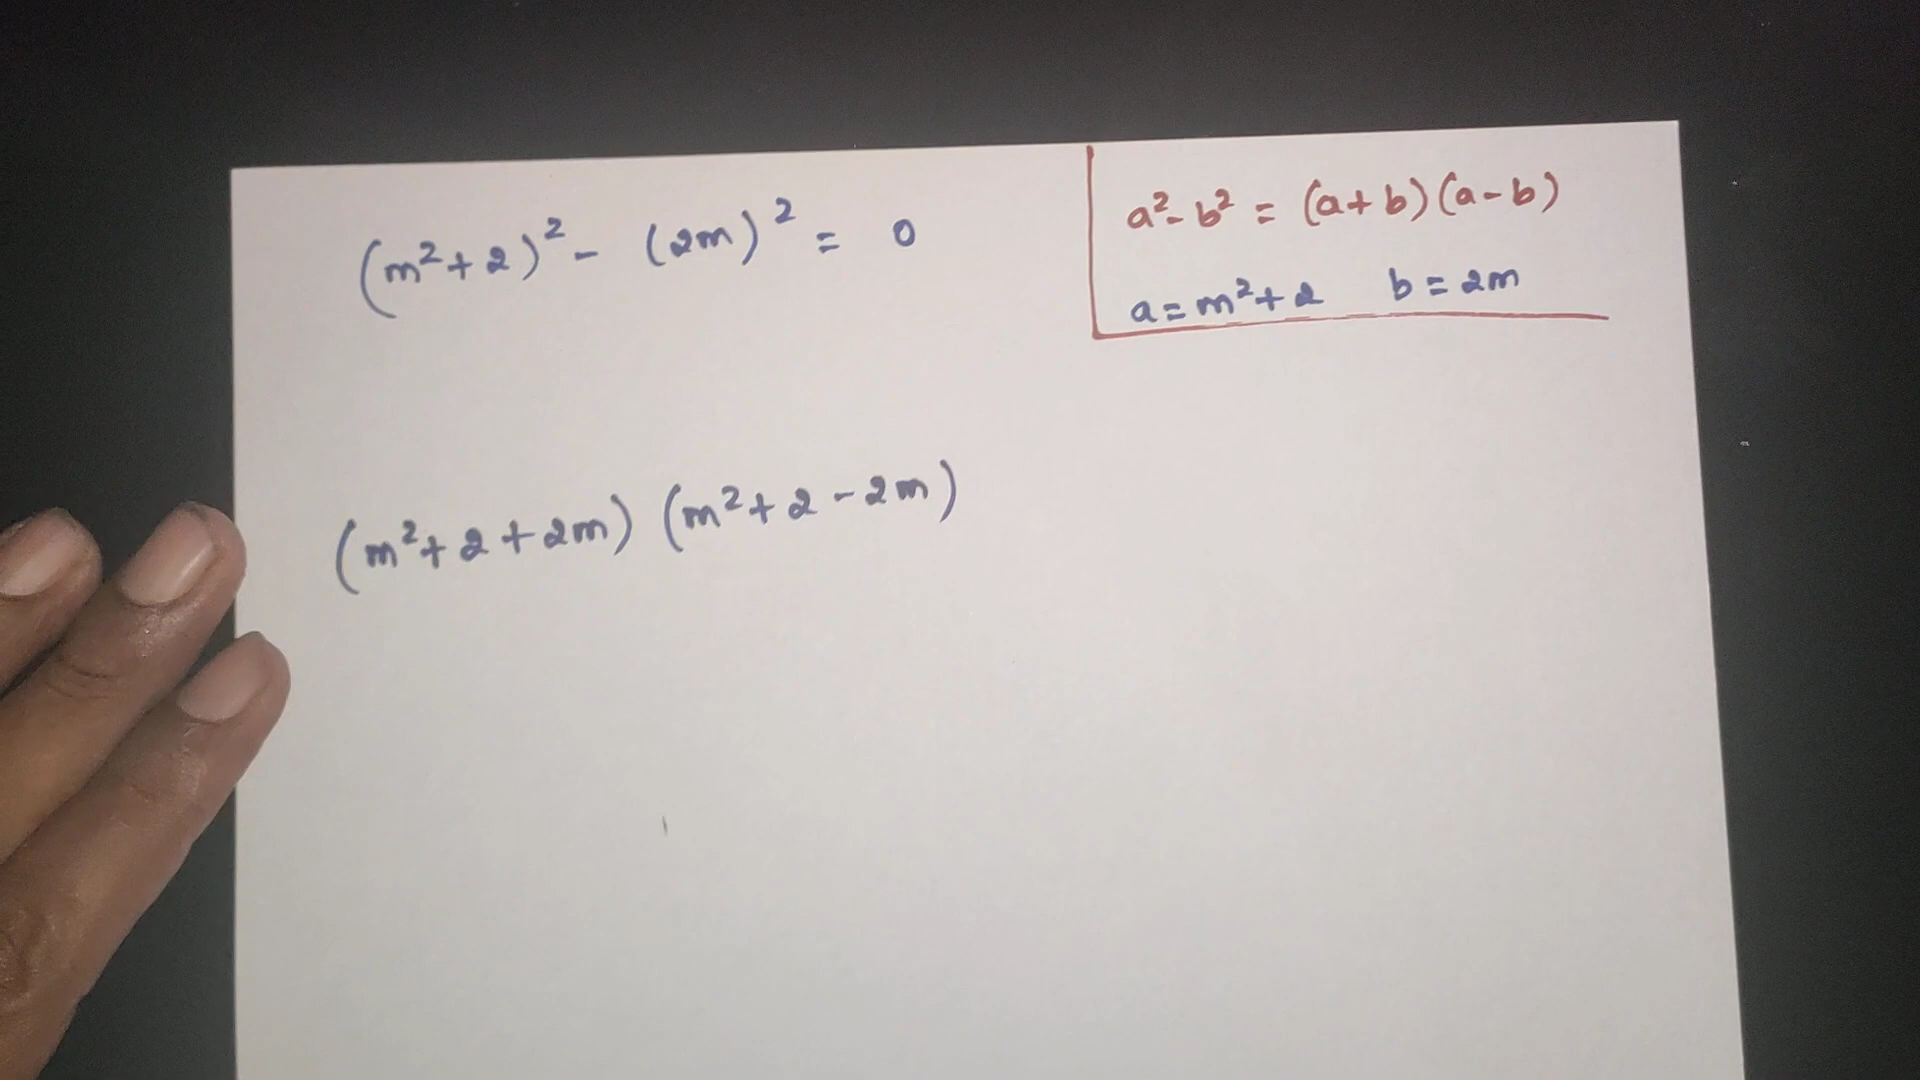 (m²+2)² - (2m)² = 0
a²-b² = (a+b)(a-b)
a=m²+2 b=2m
(m²+2+2m) (m²+2-2m)